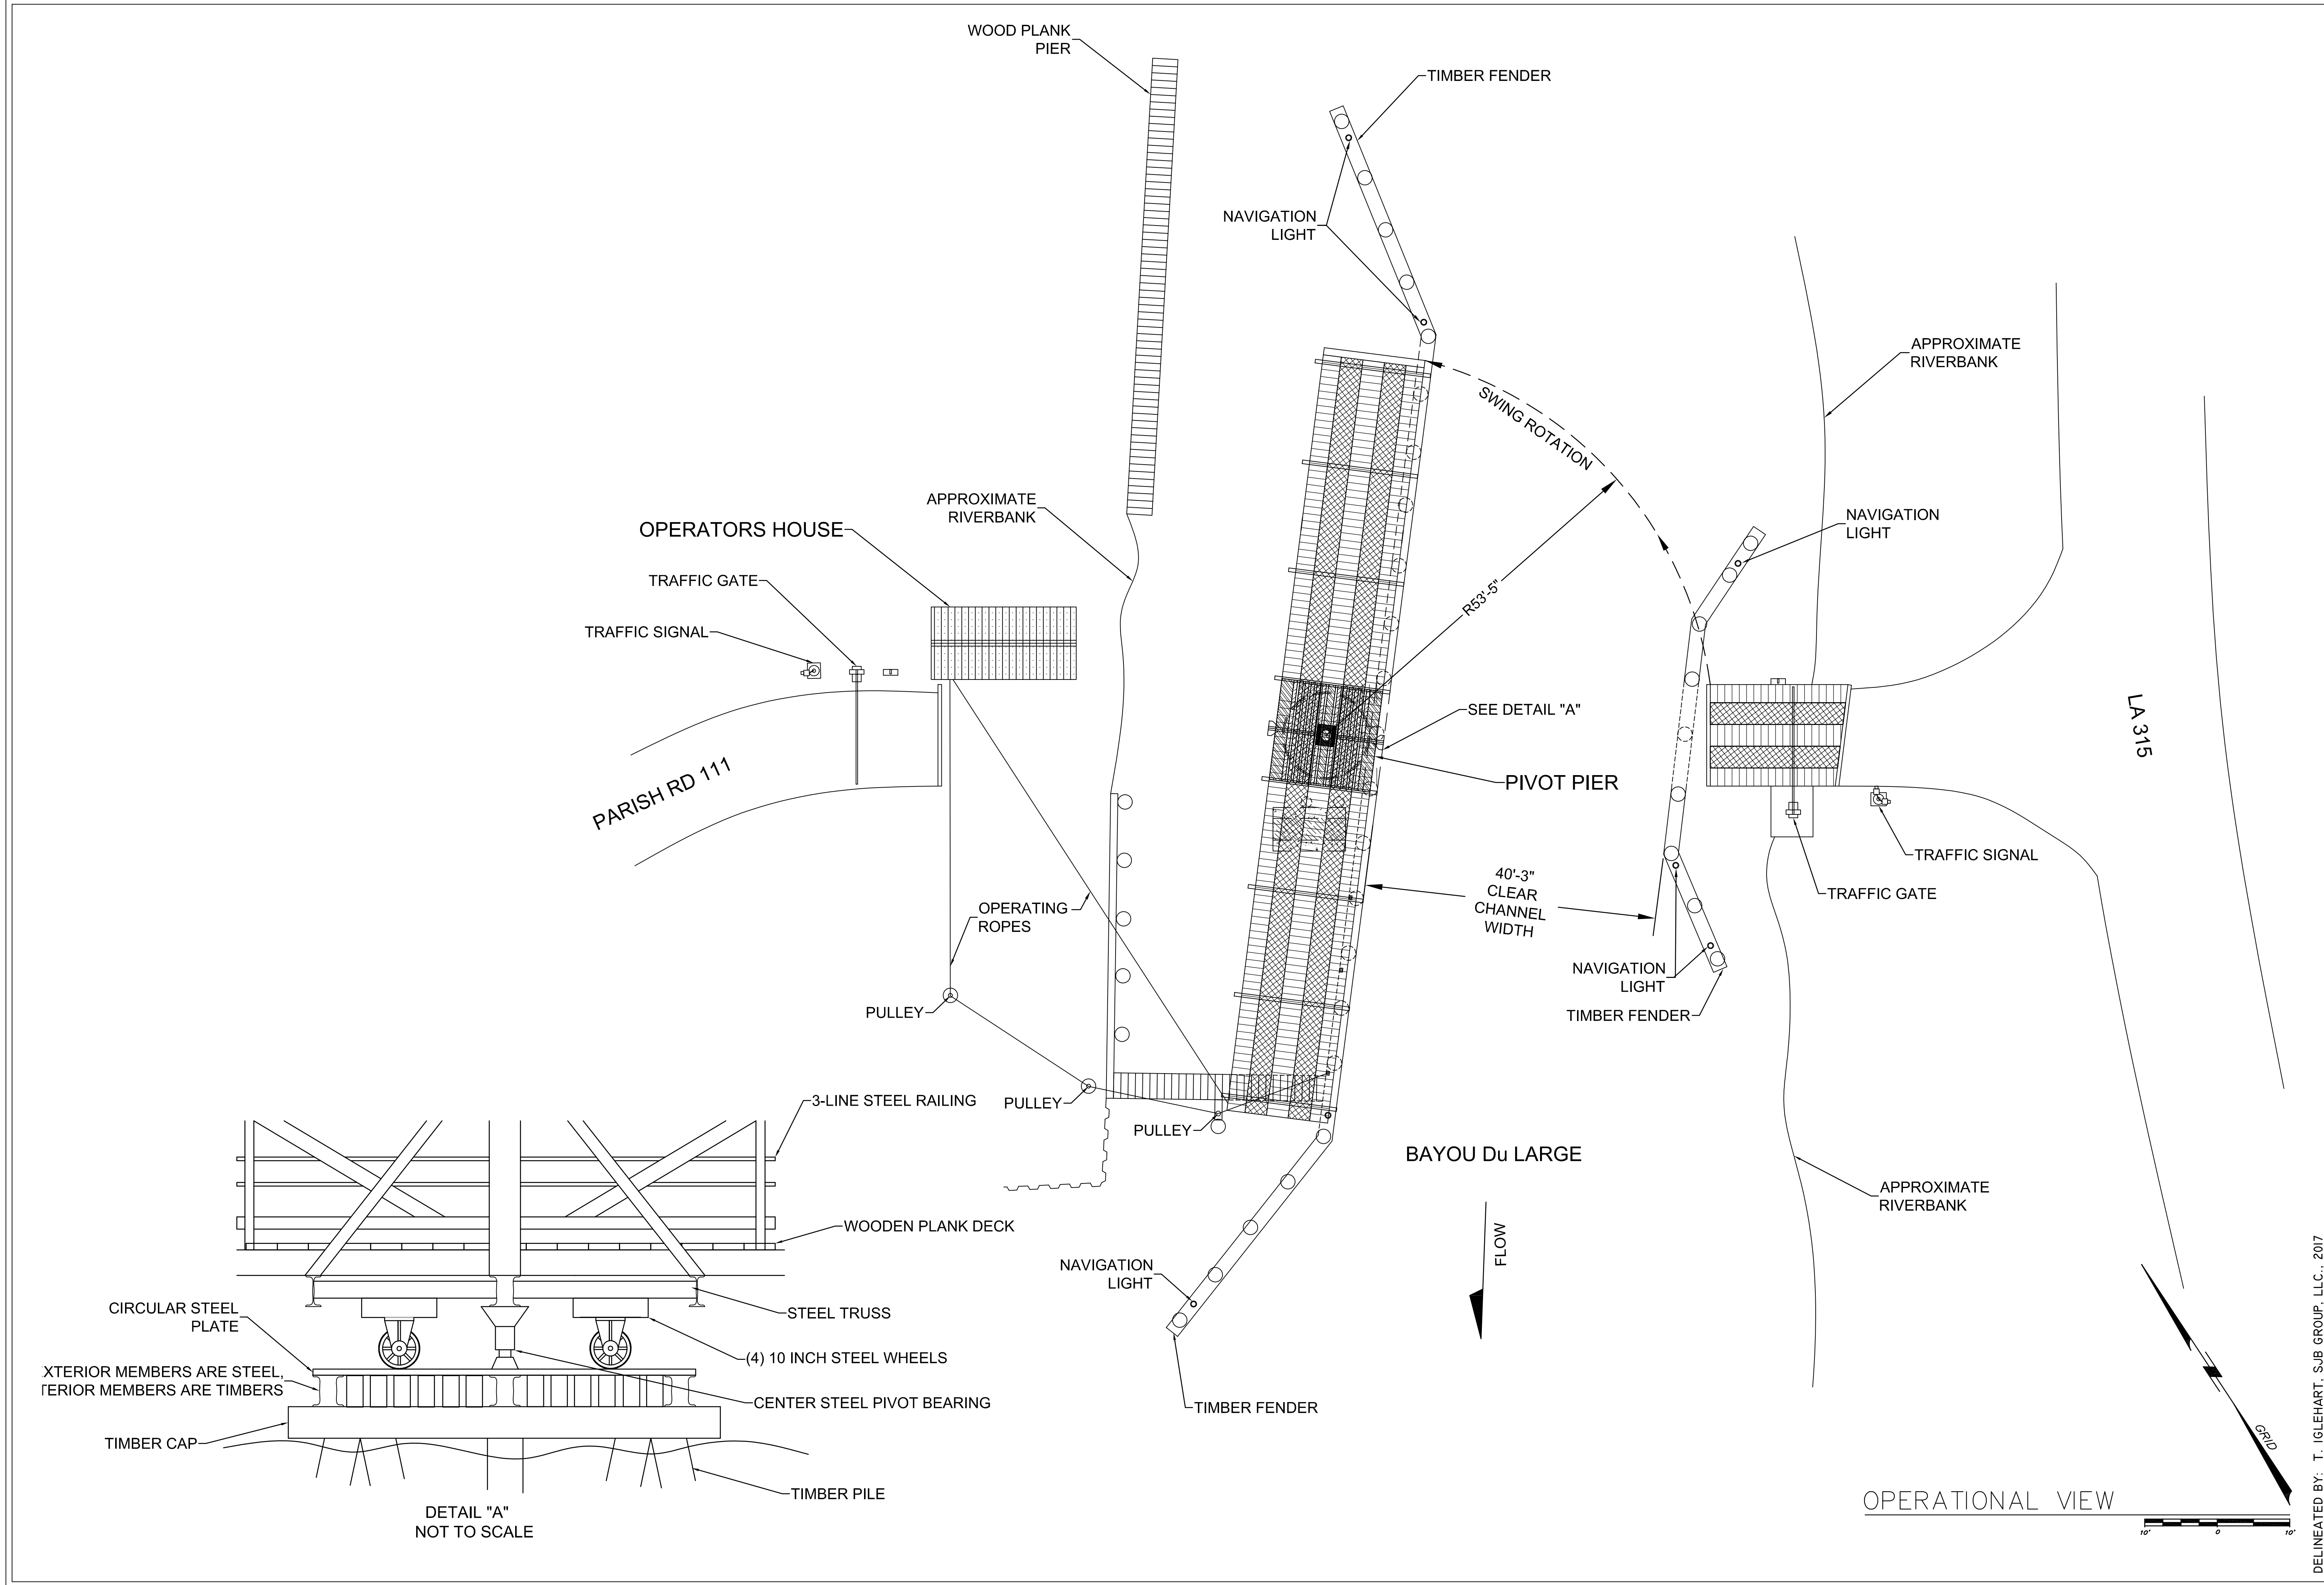 WOOD PLANK
PIER
TIMBER FENDER
NAVIGATION
LIGHT
SWING ROTATION
APPROXIMATE
RIVERBANK
APPROXIMATE
RIVERBANK
NAVIGATION
LIGHT
OPERATORS HOUSE
TRAFFIC GATE
TRAFFIC SIGNAL
R53'-5"
SEE DETAIL "A"
LA 315
PARISH RD 111
PIVOT PIER
TRAFFIC SIGNAL
40'-3"
CLEAR
CHANNEL
WIDTH
TRAFFIC GATE
OPERATING
ROPES
NAVIGATION
LIGHT
TIMBER FENDER
PULLEY
PULLEY
PULLEY
3-LINE STEEL RAILING
BAYOU Du LARGE
APPROXIMATE
RIVERBANK
WOODEN PLANK DECK
FLOW
NAVIGATION
LIGHT
CIRCULAR STEEL
PLATE
STEEL TRUSS
(4) 10 INCH STEEL WHEELS
XTERIOR MEMBERS ARE STEEL,
TERIOR MEMBERS ARE TIMBERS
CENTER STEEL PIVOT BEARING
TIMBER FENDER
TIMBER CAP
TIMBER PILE
DETAIL "A"
NOT TO SCALE
GRID
OPERATIONAL VIEW
10' 0 10'
DELINEATED BY: T. IGLEHART, SJB GROUP, LLC., 2017